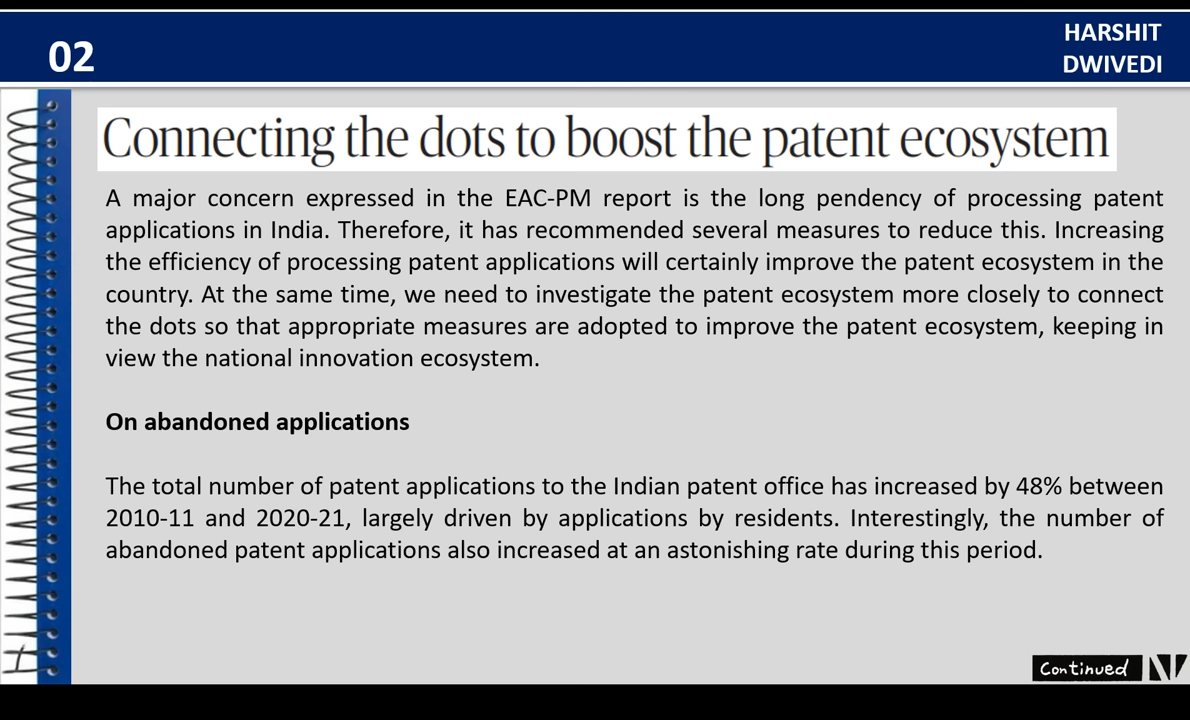 02
HARSHIT
DWIVEDI
Connecting the dots to boost the patent ecosystem
A major concern expressed in the EAC-PM report is the long pendency of processing patent
applications in India. Therefore, it has recommended several measures to reduce this. Increasing
the efficiency of processing patent applications will certainly improve the patent ecosystem in the
country. At the same time, we need to investigate the patent ecosystem more closely to connect
the dots so that appropriate measures are adopted to improve the patent ecosystem, keeping in
view the national innovation ecosystem.
On abandoned applications
The total number of patent applications to the Indian patent office has increased by 48% between
2010-11 and 2020-21, largely driven by applications by residents. Interestingly, the number of
abandoned patent applications also increased at an astonishing rate during this period.
Continued